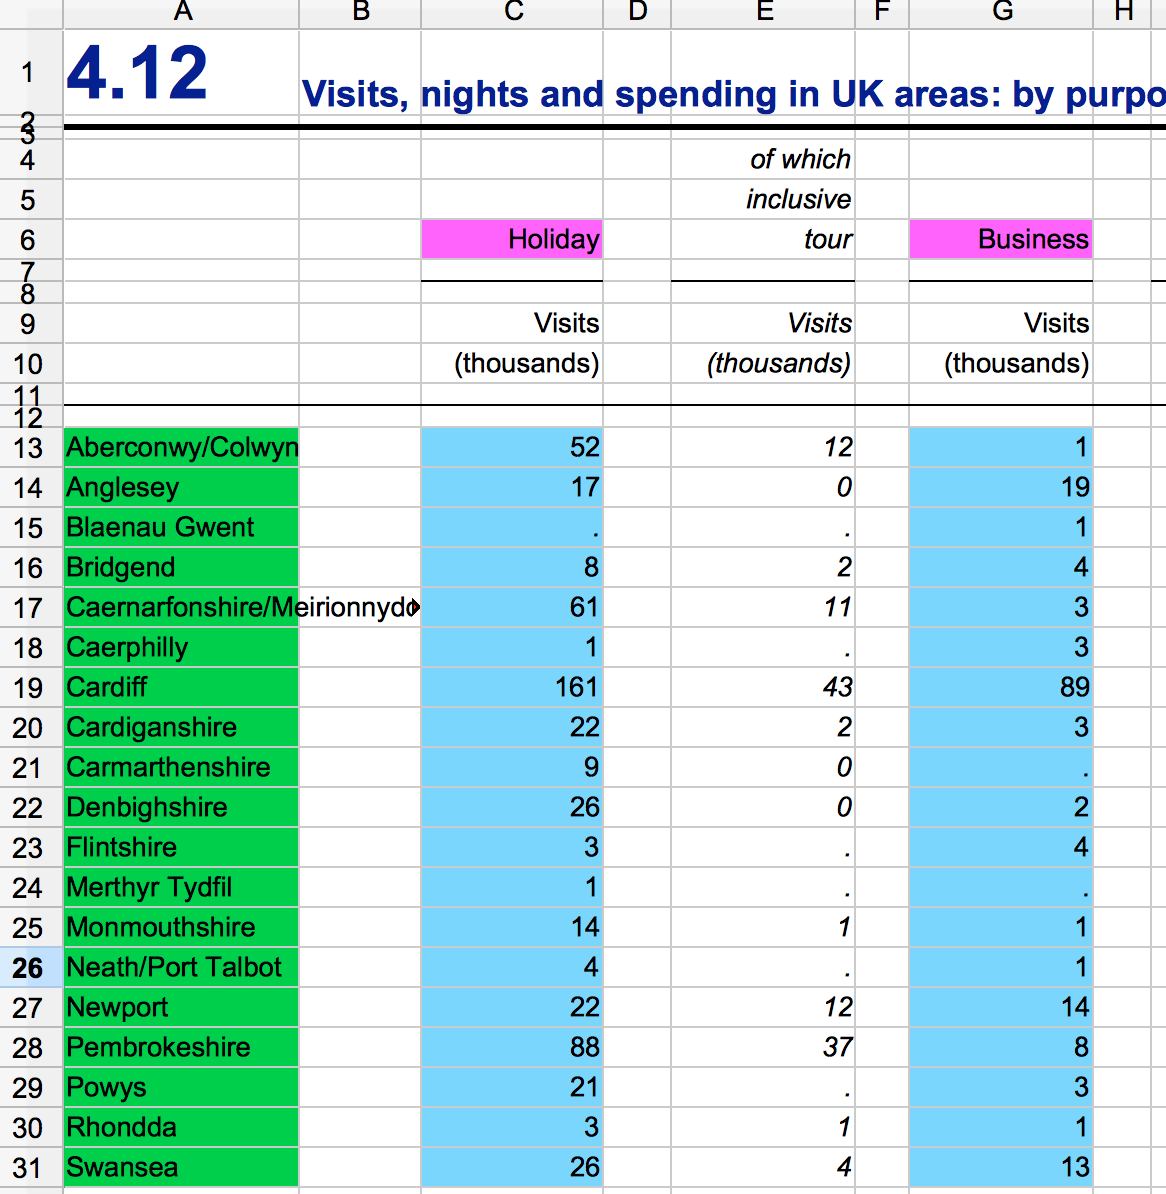 A B C D E F G H
1 4.12 Visits, nights and spending in UK areas: by purpo
2
3
4 of which
5 inclusive
6 Holiday tour Business
7
8
9 Visits Visits Visits
10 (thousands) (thousands) (thousands)
11
12
13 Aberconwy/Colwyn 52 12 1
14 Anglesey 17 0 19
15 Blaenau Gwent . . 1
16 Bridgend 8 2 4
17 Caernarfonshire/Meirionnydd 61 11 3
18 Caerphilly 1 . 3
19 Cardiff 161 43 89
20 Cardiganshire 22 2 3
21 Carmarthenshire 9 0 .
22 Denbighshire 26 0 2
23 Flintshire 3 . 4
24 Merthyr Tydfil 1 . .
25 Monmouthshire 14 1 1
26 Neath/Port Talbot 4 . 1
27 Newport 22 12 14
28 Pembrokeshire 88 37 8
29 Powys 21 . 3
30 Rhondda 3 1 1
31 Swansea 26 4 13